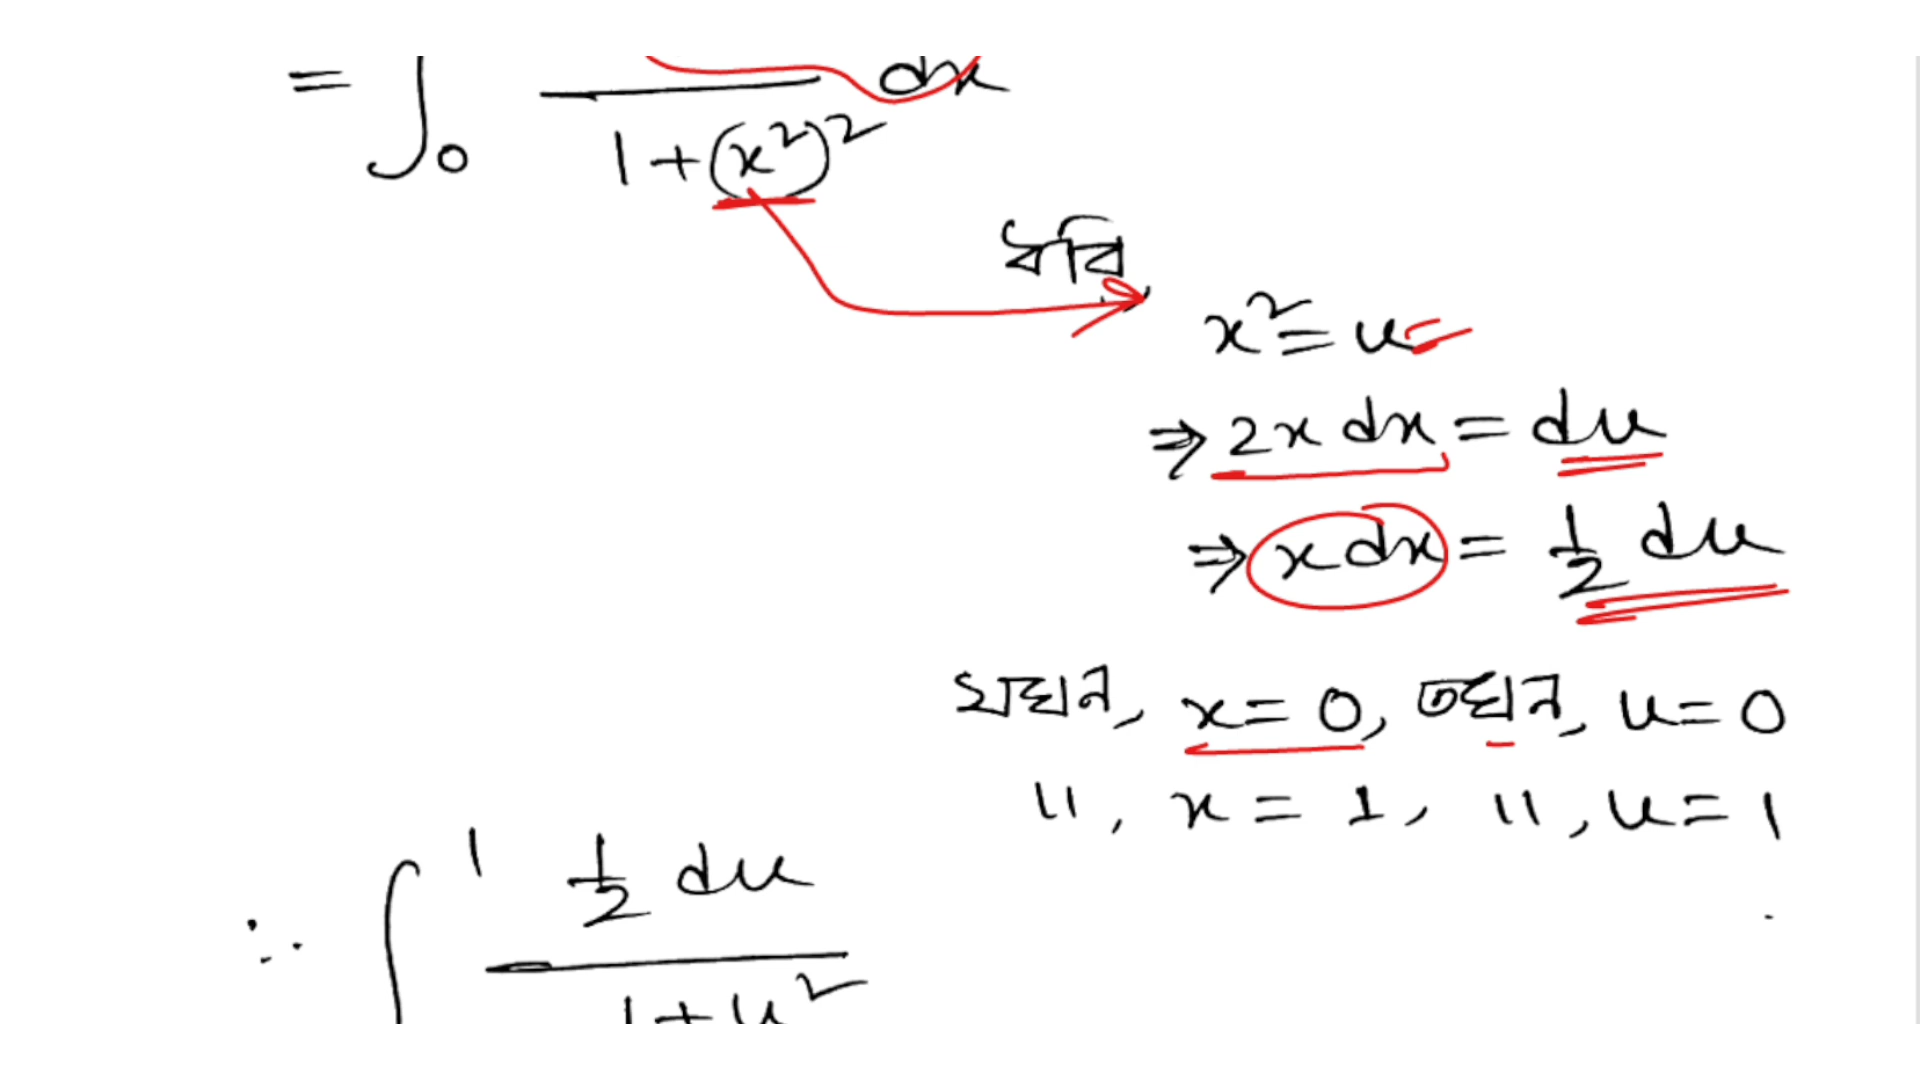 = ∫₀ ― dx
1 + (x²)²
ধরি,
x² = u
⇒ 2x dx = du
⇒ x dx = 1/2 du
যখন, x = 0, তখন, u = 0
〃, x = 1, 〃, u = 1
∴ ∫¹ 1/2 du
1 + u²